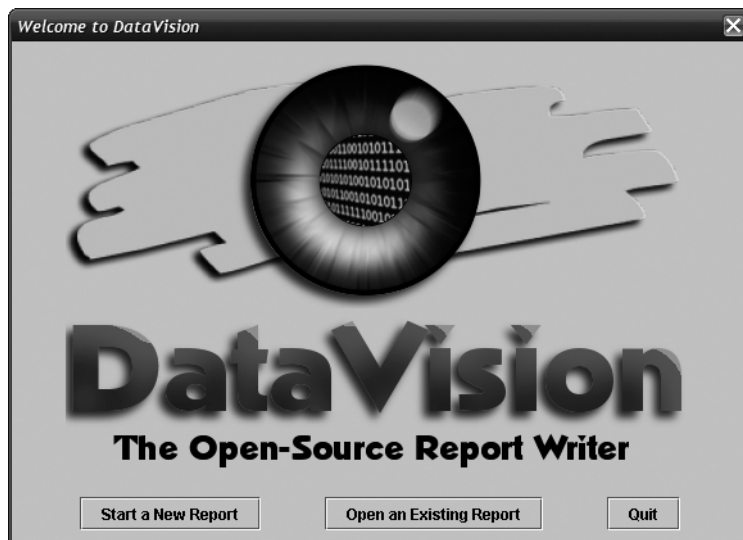 Welcome to DataVision
DataVision
The Open-Source Report Writer
Start a New Report Open an Existing Report Quit